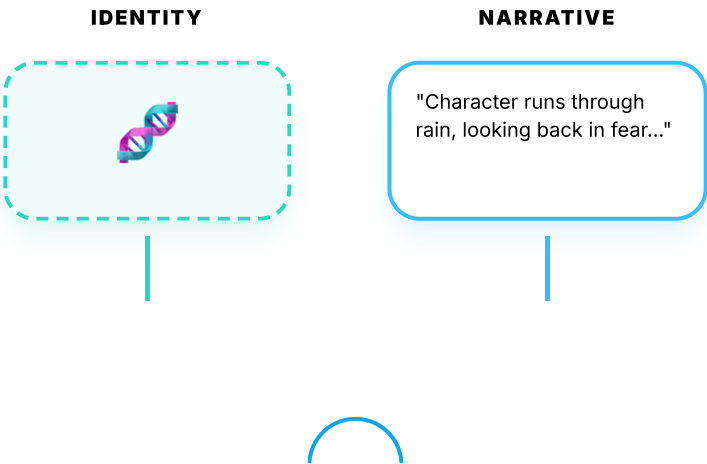 IDENTITY
NARRATIVE
"Character runs through
rain, looking back in fear..."